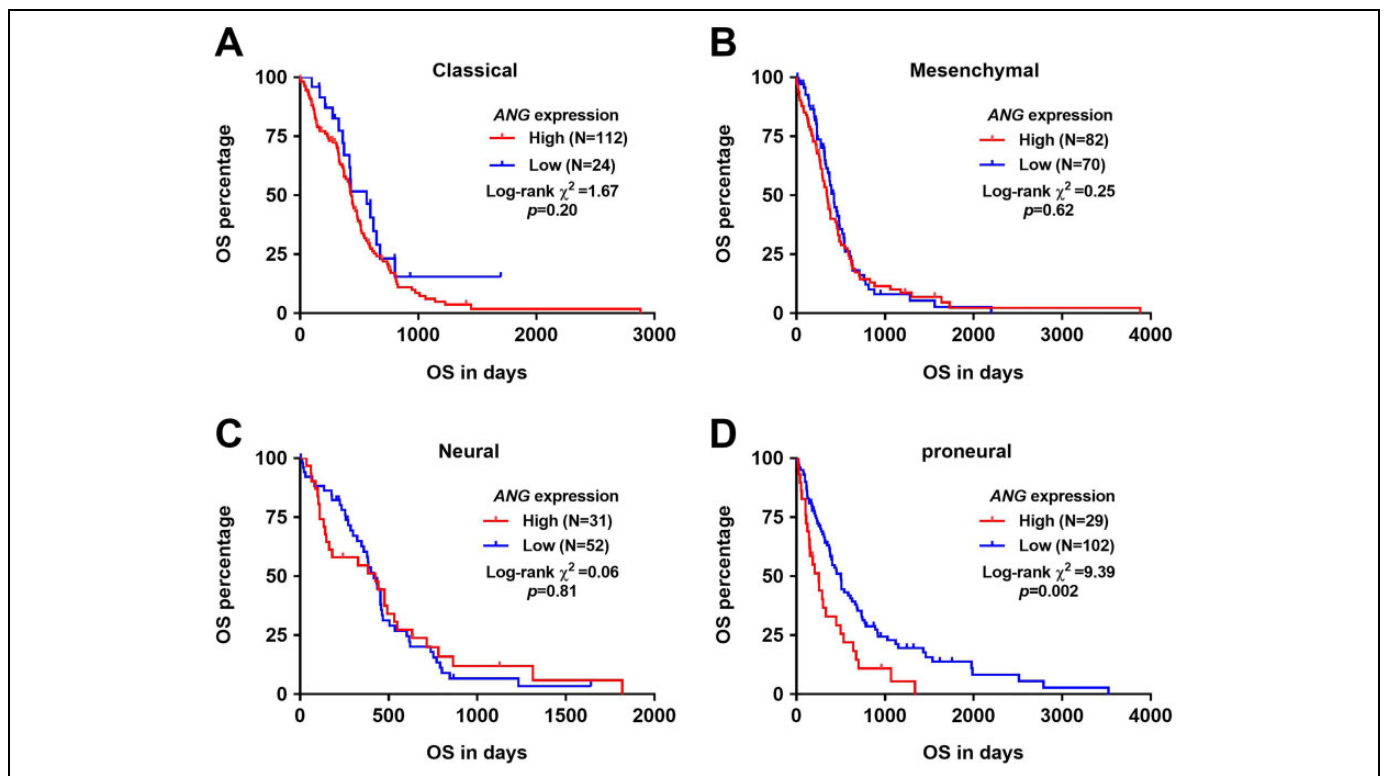 A
Classical
100
75
50
25
0
OS percentage
ANG expression
High (N=112)
Low (N=24)
Log-rank χ² =1.67
p=0.20
0 1000 2000 3000
OS in days
B
Mesenchymal
100
75
50
25
0
OS percentage
ANG expression
High (N=82)
Low (N=70)
Log-rank χ² =0.25
p=0.62
0 1000 2000 3000 4000
OS in days
C
Neural
100
75
50
25
0
OS percentage
ANG expression
High (N=31)
Low (N=52)
Log-rank χ² =0.06
p=0.81
0 500 1000 1500 2000
OS in days
D
proneural
100
75
50
25
0
OS percentage
ANG expression
High (N=29)
Low (N=102)
Log-rank χ² =9.39
p=0.002
0 1000 2000 3000 4000
OS in days